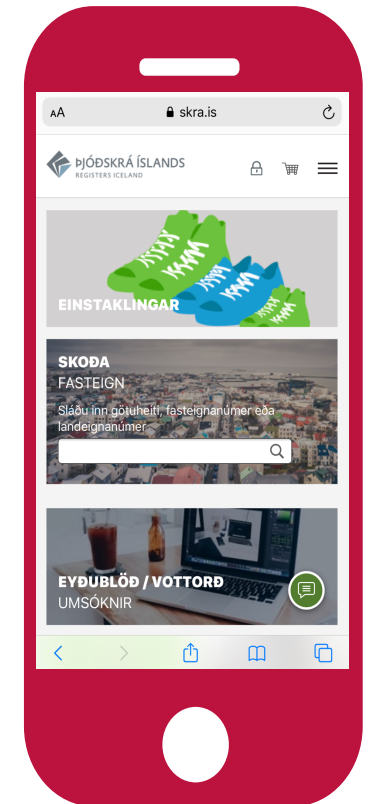 AA
skra.is
ÞJÓÐSKRÁ ÍSLANDS
REGISTERS ICELAND
EINSTAKLINGAR
SKOÐA
FASTEIGN
Sláðu inn götuheiti, fasteignanúmer eða
landeignanúmer
EYÐUBLÖÐ / VOTTORÐ
UMSÓKNIR